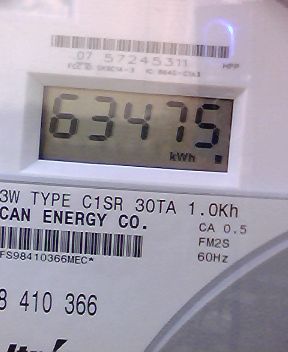 07 57245311
63475
kWh
3W TYPE C1SR 30TA 1.0Kh
CAN ENERGY CO.
CA 0.5
FM2S
60Hz
FS98410366MEC*
8 410 366